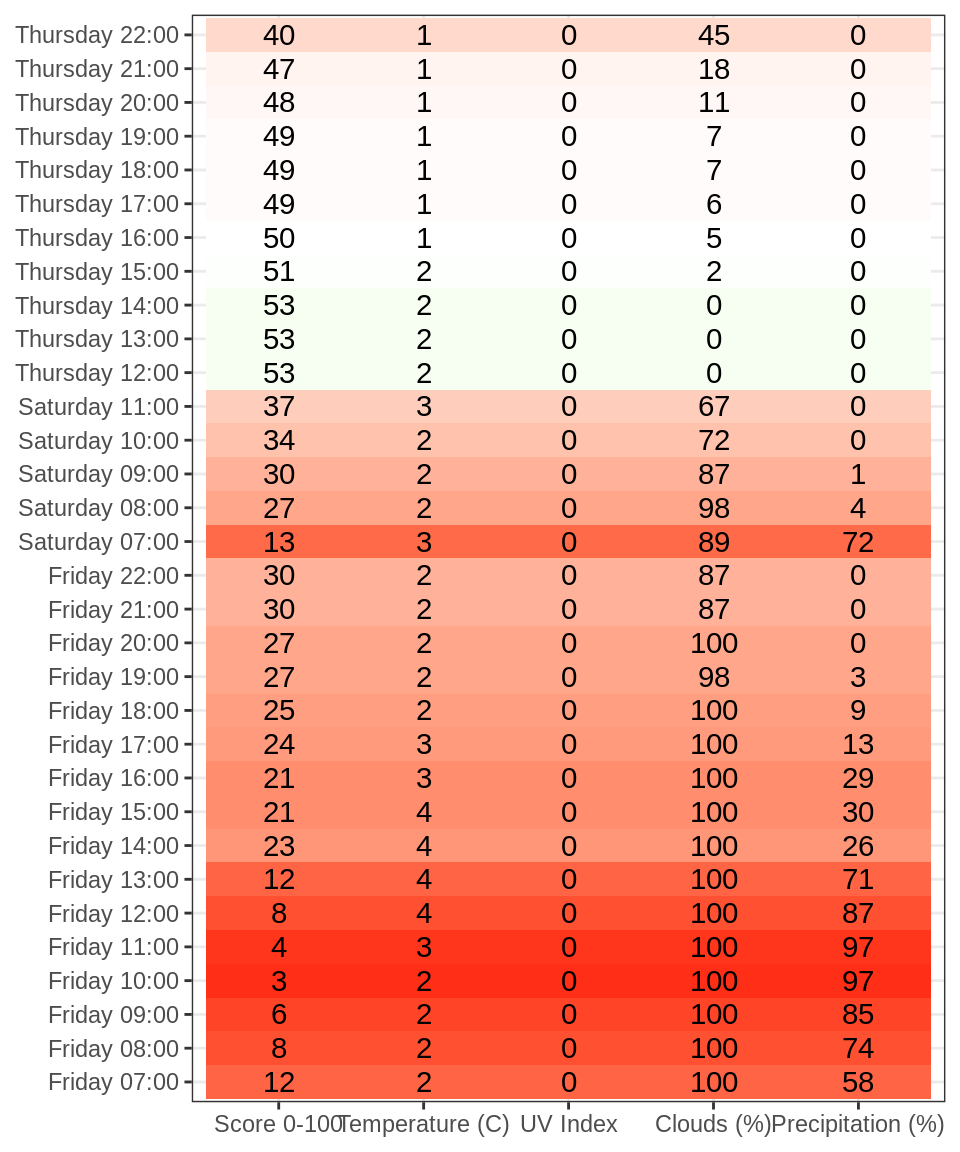 Thursday 22:00 40 1 0 45 0
Thursday 21:00 47 1 0 18 0
Thursday 20:00 48 1 0 11 0
Thursday 19:00 49 1 0 7 0
Thursday 18:00 49 1 0 7 0
Thursday 17:00 49 1 0 6 0
Thursday 16:00 50 1 0 5 0
Thursday 15:00 51 2 0 2 0
Thursday 14:00 53 2 0 0 0
Thursday 13:00 53 2 0 0 0
Thursday 12:00 53 2 0 0 0
Saturday 11:00 37 3 0 67 0
Saturday 10:00 34 2 0 72 0
Saturday 09:00 30 2 0 87 1
Saturday 08:00 27 2 0 98 4
Saturday 07:00 13 3 0 89 72
Friday 22:00 30 2 0 87 0
Friday 21:00 30 2 0 87 0
Friday 20:00 27 2 0 100 0
Friday 19:00 27 2 0 98 3
Friday 18:00 25 2 0 100 9
Friday 17:00 24 3 0 100 13
Friday 16:00 21 3 0 100 29
Friday 15:00 21 4 0 100 30
Friday 14:00 23 4 0 100 26
Friday 13:00 12 4 0 100 71
Friday 12:00 8 4 0 100 87
Friday 11:00 4 3 0 100 97
Friday 10:00 3 2 0 100 97
Friday 09:00 6 2 0 100 85
Friday 08:00 8 2 0 100 74
Friday 07:00 12 2 0 100 58
Score 0-100 Temperature (C) UV Index Clouds (%) Precipitation (%)